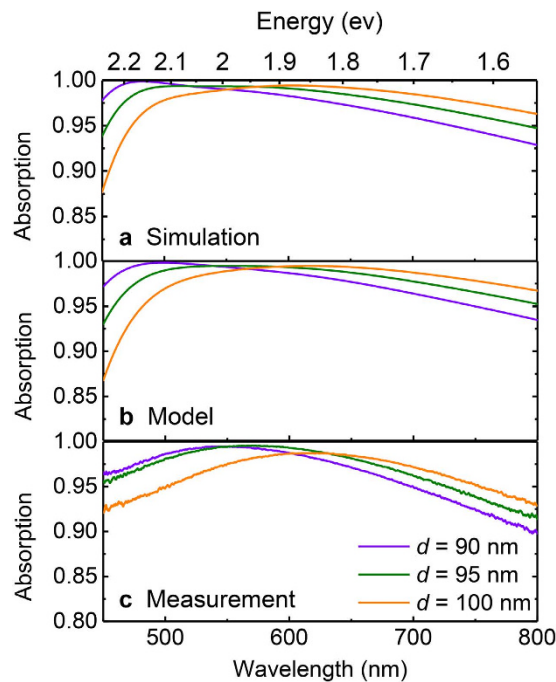 Energy (ev)
2.2 2.1 2 1.9 1.8 1.7 1.6
1.00
0.95
0.90
0.85
Absorption
a Simulation
1.00
0.95
0.90
0.85
Absorption
b Model
1.00
0.95
0.90
0.85
0.80
Absorption
d = 90 nm
d = 95 nm
d = 100 nm
c Measurement
500 600 700 800
Wavelength (nm)